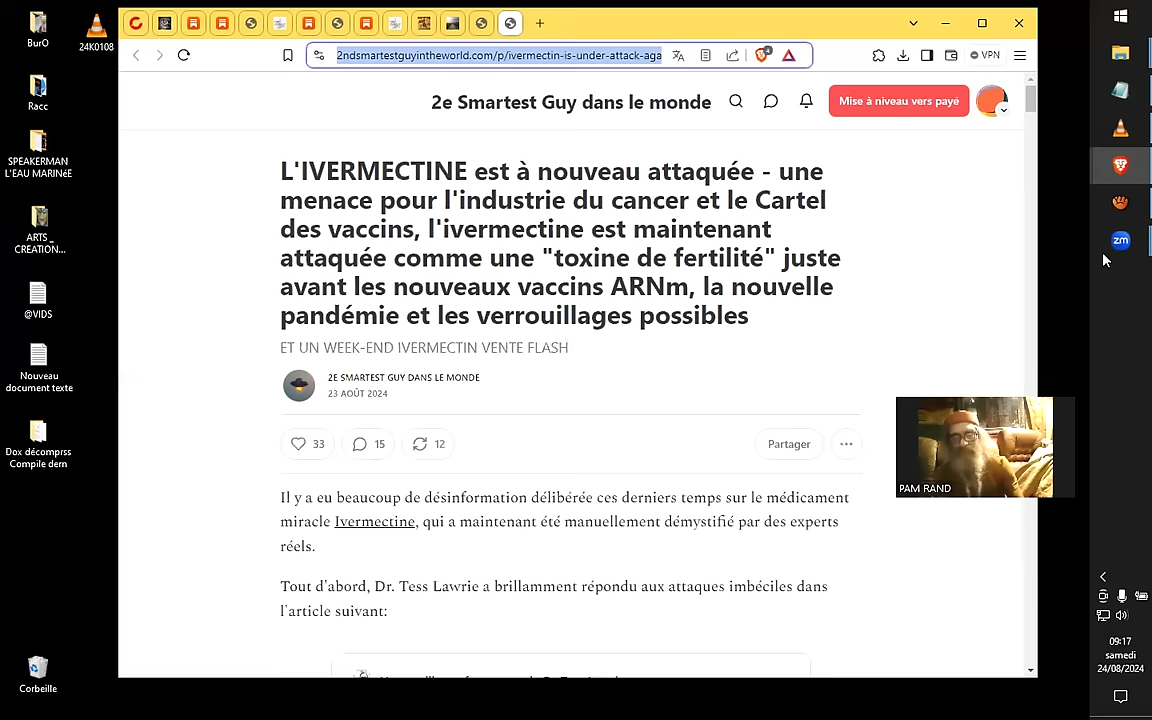 BurO
24K0108
Racc
SPEAKERMAN
L'EAU MARINéE
ARTS_
CREATION...
@VIDS
Nouveau
document texte
Dox décomprss
Compile dern
Corbeille
2ndsmartestguyintheworld.com/p/ivermectin-is-under-attack-aga
4
VPN
2e Smartest Guy dans le monde
Mise à niveau vers payé
L'IVERMECTINE est à nouveau attaquée - une
menace pour l'industrie du cancer et le Cartel
des vaccins, l'ivermectine est maintenant
attaquée comme une "toxine de fertilité" juste
avant les nouveaux vaccins ARNm, la nouvelle
pandémie et les verrouillages possibles
ET UN WEEK-END IVERMECTIN VENTE FLASH
2E SMARTEST GUY DANS LE MONDE
23 AOÛT 2024
33
15
12
Partager
Il y a eu beaucoup de désinformation délibérée ces derniers temps sur le médicament
miracle Ivermectine, qui a maintenant été manuellement démystifié par des experts
réels.
Tout d'abord, Dr. Tess Lawrie a brillamment répondu aux attaques imbéciles dans
l'article suivant:
PAM RAND
zm
09:17
samedi
24/08/2024